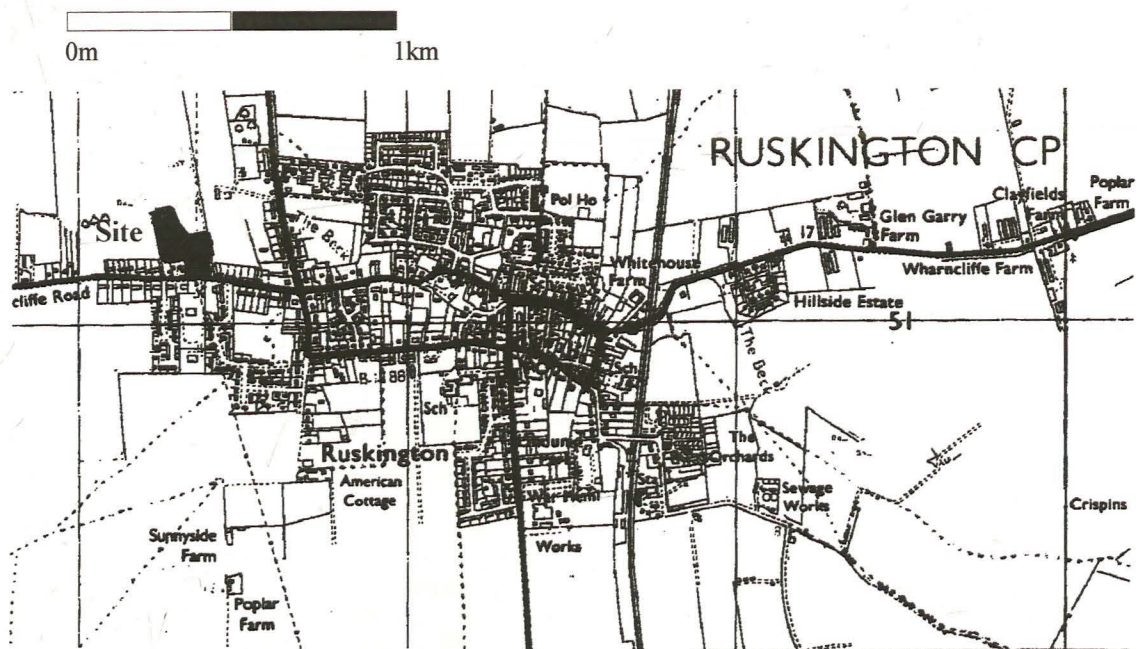 0m 1km
RUSKINGTON CP
Poplar
Farm
Clayfields
Farm
Pol Ho
Glen Garry
Farm
17
Site
The Beck
Whitehouse
Farm
Wharncliffe Farm
cliffe Road
Hillside Estate
51
The Beck
B 88
Sch
Sch
Ruskington
The
Orchards
American
Cottage
Sta
Sewage
Works
Crispins
Sunnyside
Farm
Works
Poplar
Farm